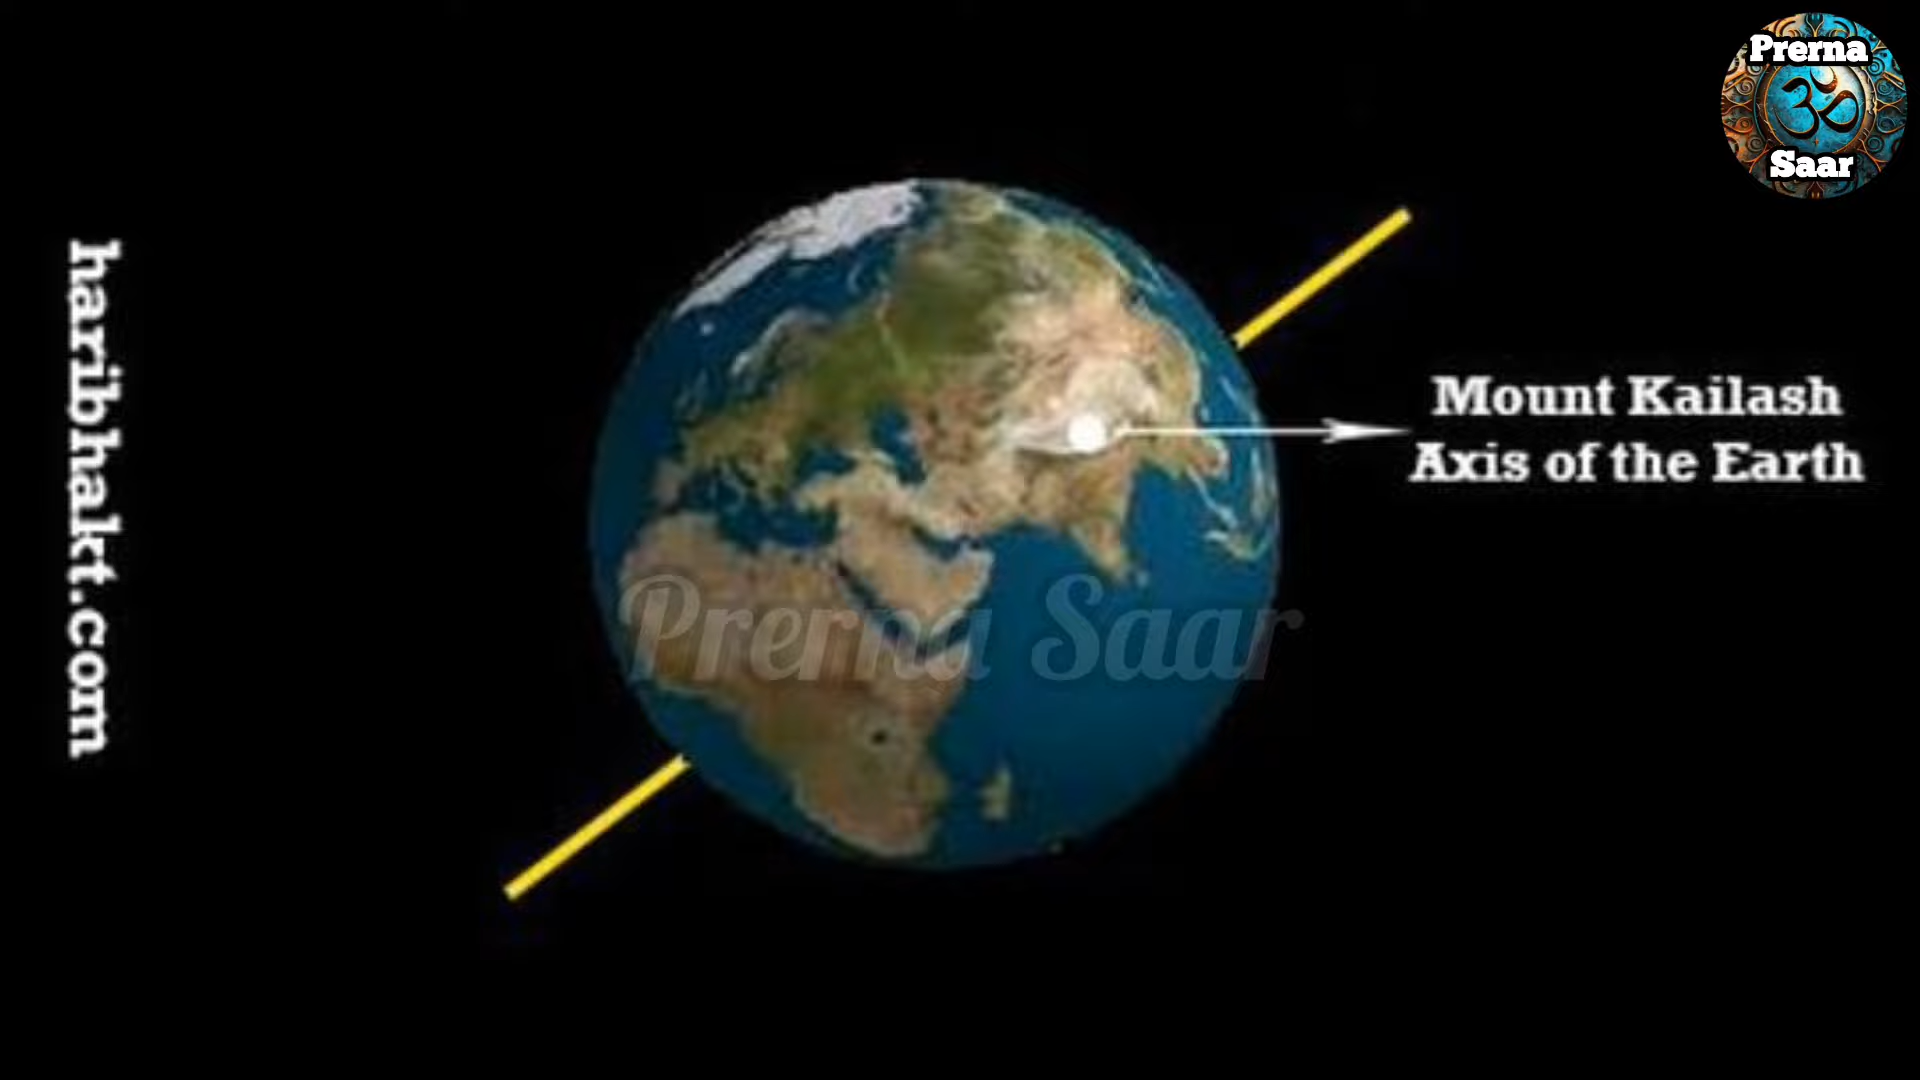 Prerna
ॐ
Saar
haribhakt.com
Mount Kailash
Axis of the Earth
Prerna Saar